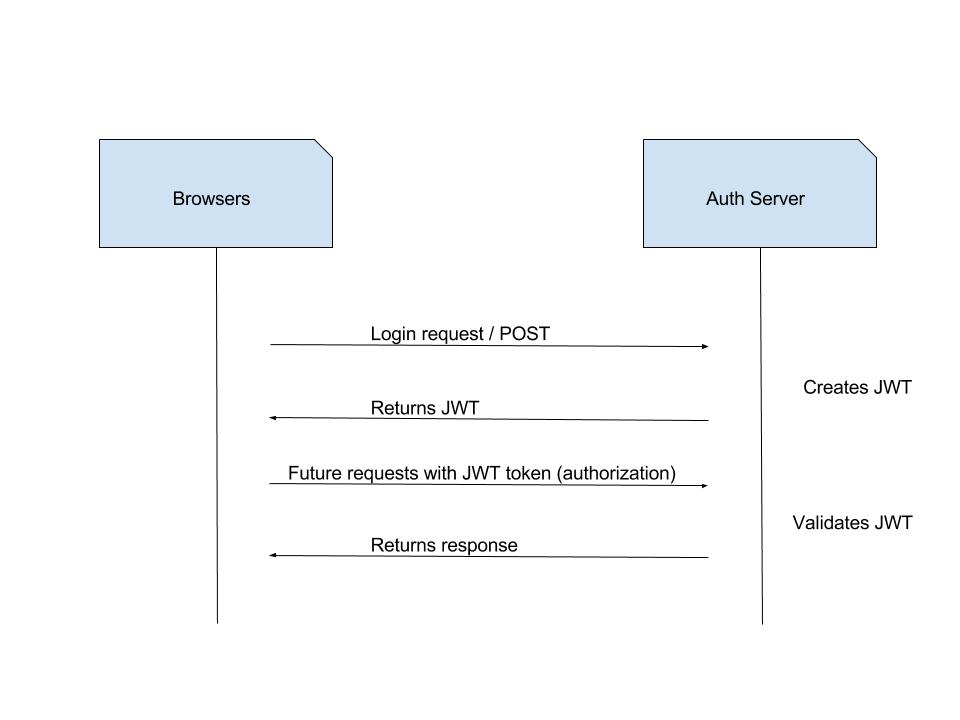 Browsers
Auth Server
Login request / POST
Creates JWT
Returns JWT
Future requests with JWT token (authorization)
Validates JWT
Returns response